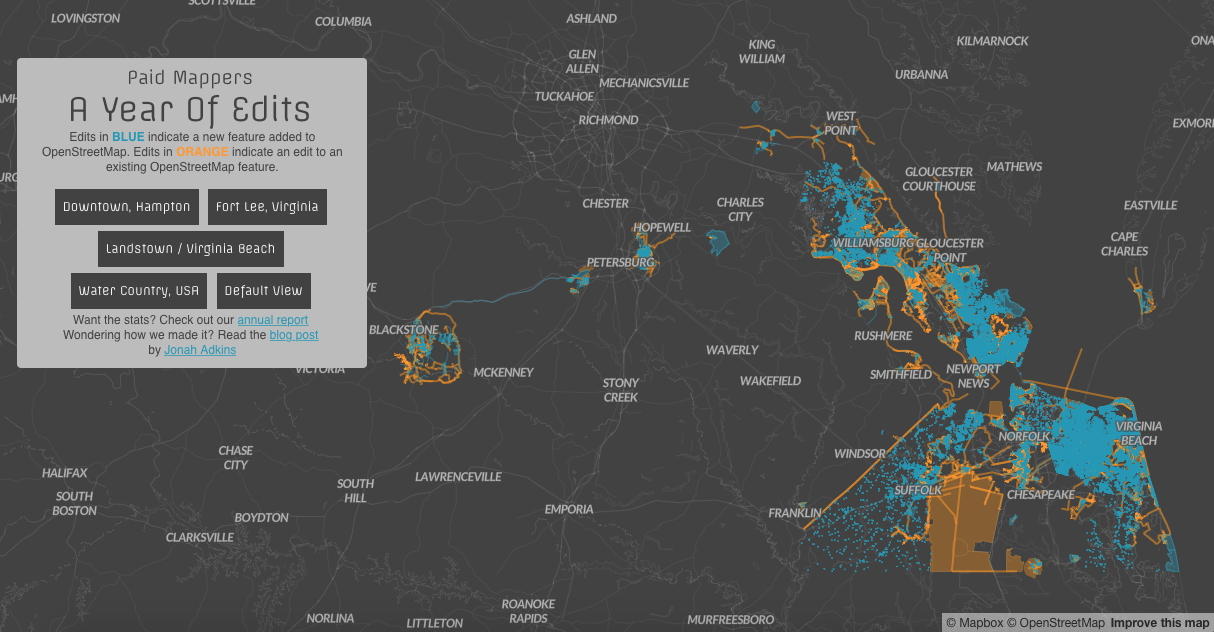 LOVINGSTON
SCOTTSVILLE
COLUMBIA
ASHLAND
KING
WILLIAM
KILMARNOCK
GLEN
ALLEN
MECHANICSVILLE
TUCKAHOE
URBANNA
RICHMOND
WEST
POINT
Paid Mappers
A Year Of Edits
Edits in BLUE indicate a new feature added to
OpenStreetMap. Edits in ORANGE indicate an edit to an
existing OpenStreetMap feature.
Downtown, Hampton
Fort Lee, Virginia
Landstown / Virginia Beach
Water Country, USA
Default View
Want the stats? Check out our annual report
Wondering how we made it? Read the blog post
by Jonah Adkins
GLOUCESTER
COURTHOUSE
MATHEWS
CHESTER
CHARLES
CITY
EASTVILLE
HOPEWELL
WILLIAMSBURG
GLOUCESTER
POINT
CAPE
CHARLES
PETERSBURG
BLACKSTONE
RUSHMERE
WAVERLY
VICTORIA
MCKENNEY
SMITHFIELD
NEWPORT
NEWS
STONY
CREEK
WAKEFIELD
NORFOLK
VIRGINIA
BEACH
CHASE
CITY
WINDSOR
HALIFAX
LAWRENCEVILLE
SOUTH
HILL
SUFFOLK
CHESAPEAKE
SOUTH
BOSTON
EMPORIA
FRANKLIN
BOYDTON
CLARKSVILLE
ROANOKE
RAPIDS
NORLINA
LITTLETON
MURFREESBORO
© Mapbox © OpenStreetMap Improve this map